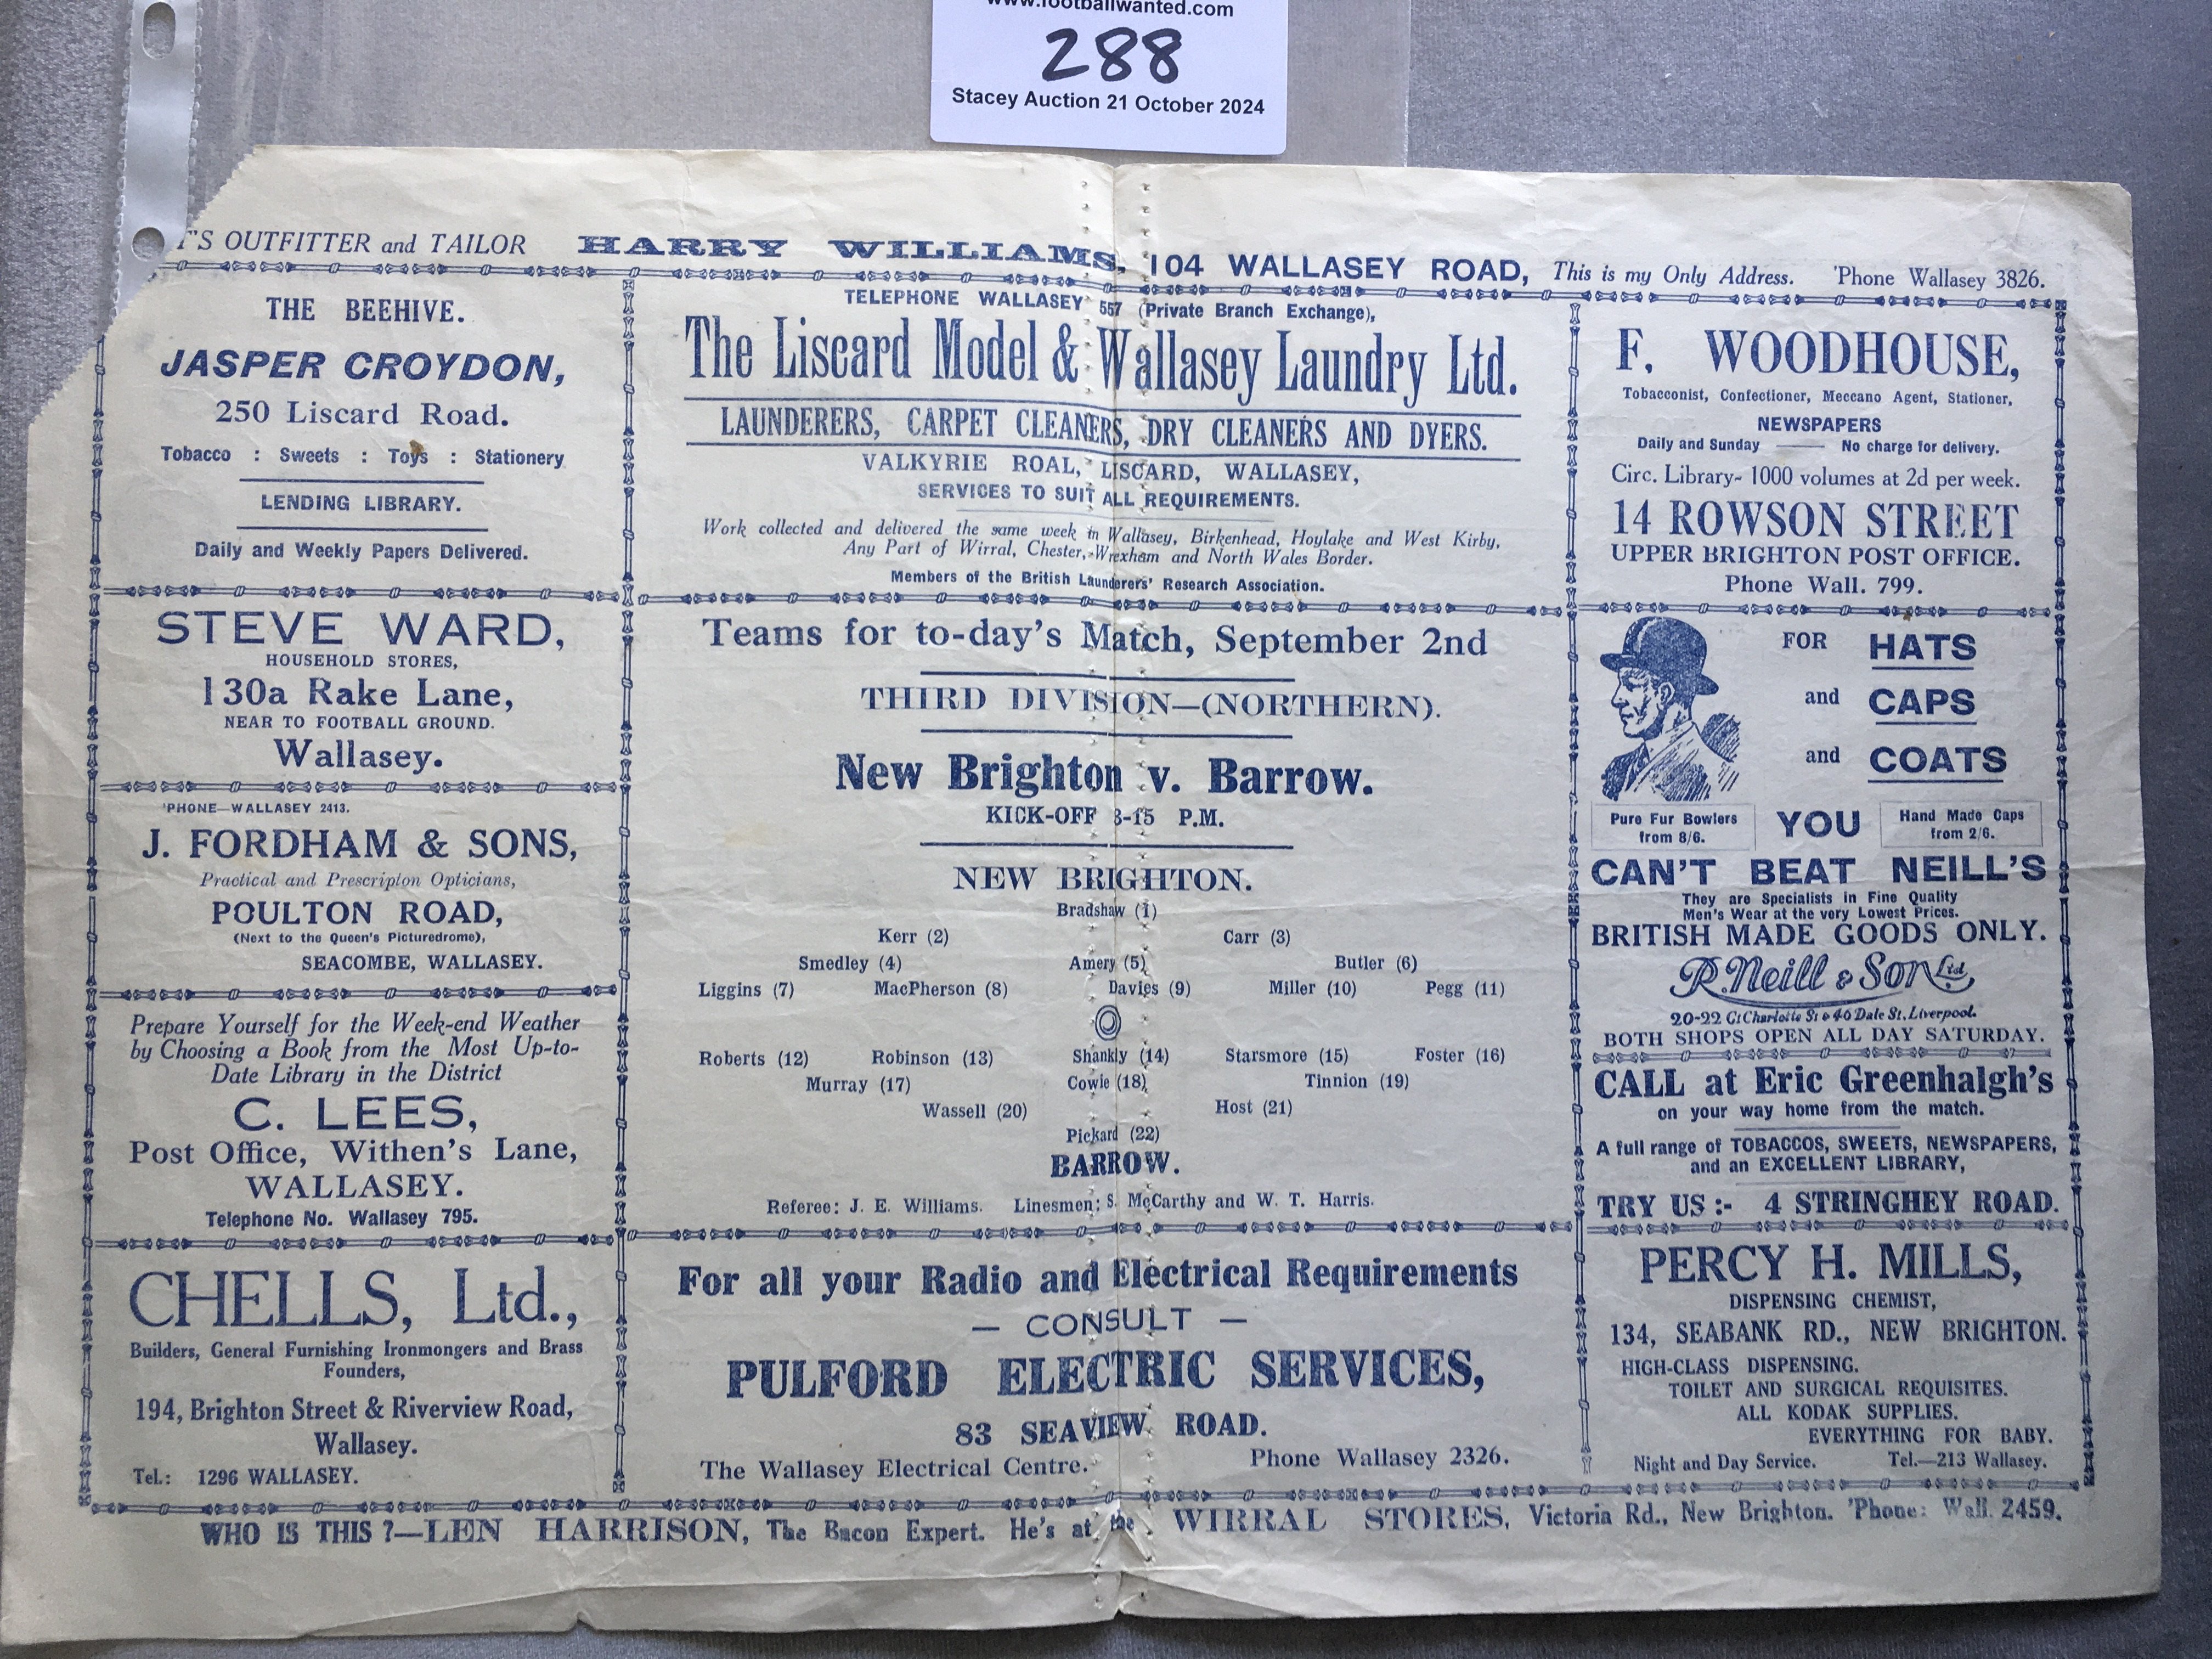 www.footballwanted.com
288
Stacey Auction 21 October 2024
'S OUTFITTER and TAILOR HARRY WILLIAMS, 104 WALLASEY ROAD, This is my Only Address. 'Phone Wallasey 3826.
THE BEEHIVE.
JASPER CROYDON,
250 Liscard Road.
Tobacco : Sweets : Toys : Stationery
LENDING LIBRARY.
Daily and Weekly Papers Delivered.
STEVE WARD,
HOUSEHOLD STORES,
130a Rake Lane,
NEAR TO FOOTBALL GROUND.
Wallasey.
'PHONE—WALLASEY 2413.
J. FORDHAM & SONS,
Practical and Prescripton Opticians,
POULTON ROAD,
(Next to the Queen's Picturedrome),
SEACOMBE, WALLASEY.
Prepare Yourself for the Week-end Weather
by Choosing a Book from the Most Up-to-
Date Library in the District
C. LEES,
Post Office, Withen's Lane,
WALLASEY.
Telephone No. Wallasey 795.
CHELLS, Ltd.,
Builders, General Furnishing Ironmongers and Brass
Founders,
194, Brighton Street & Riverview Road,
Wallasey.
Tel.: 1296 WALLASEY.
TELEPHONE WALLASEY 557 (Private Branch Exchange),
The Liscard Model & Wallasey Laundry Ltd.
LAUNDERERS, CARPET CLEANERS, DRY CLEANERS AND DYERS.
VALKYRIE ROAL, LISCARD, WALLASEY,
SERVICES TO SUIT ALL REQUIREMENTS.
Work collected and delivered the same week in Wallasey, Birkenhead, Hoylake and West Kirby,
Any Part of Wirral, Chester, Wrexham and North Wales Border.
Members of the British Launderers' Research Association.
Teams for to-day's Match, September 2nd
THIRD DIVISION—(NORTHERN).
New Brighton v. Barrow.
KICK-OFF 3-15 P.M.
NEW BRIGHTON.
Bradshaw (1)
Kerr (2) Carr (3)
Smedley (4) Amery (5) Butler (6)
Liggins (7) MacPherson (8) Davies (9) Miller (10) Pegg (11)
Roberts (12) Robinson (13) Shankly (14) Starsmore (15) Foster (16)
Murray (17) Cowie (18) Tinnion (19)
Wassell (20) Host (21)
Pickard (22)
BARROW.
Referee: J. E. Williams. Linesmen: S. McCarthy and W. T. Harris.
For all your Radio and Electrical Requirements
— CONSULT —
PULFORD ELECTRIC SERVICES,
83 SEAVIEW ROAD.
The Wallasey Electrical Centre. Phone Wallasey 2326.
F. WOODHOUSE,
Tobacconist, Confectioner, Meccano Agent, Stationer,
NEWSPAPERS
Daily and Sunday —— No charge for delivery.
Circ. Library- 1000 volumes at 2d per week.
14 ROWSON STREET
UPPER BRIGHTON POST OFFICE.
Phone Wall. 799.
FOR HATS
and CAPS
and COATS
Pure Fur Bowlers
from 8/6.
YOU
Hand Made Caps
from 2/6.
CAN'T BEAT NEILL'S
They are Specialists in Fine Quality
Men's Wear at the very Lowest Prices.
BRITISH MADE GOODS ONLY.
R. Neill & Son Ltd
20-22 Gt Charlotte St & 40 Dale St, Liverpool.
BOTH SHOPS OPEN ALL DAY SATURDAY.
CALL at Eric Greenhalgh's
on your way home from the match.
A full range of TOBACCOS, SWEETS, NEWSPAPERS,
and an EXCELLENT LIBRARY,
TRY US :- 4 STRINGHEY ROAD.
PERCY H. MILLS,
DISPENSING CHEMIST,
134, SEABANK RD., NEW BRIGHTON.
HIGH-CLASS DISPENSING.
TOILET AND SURGICAL REQUISITES.
ALL KODAK SUPPLIES.
EVERYTHING FOR BABY.
Night and Day Service. Tel.—213 Wallasey.
WHO IS THIS ?—LEN HARRISON, The Bacon Expert. He's at the WIRRAL STORES, Victoria Rd., New Brighton. 'Phone: Wall. 2459.